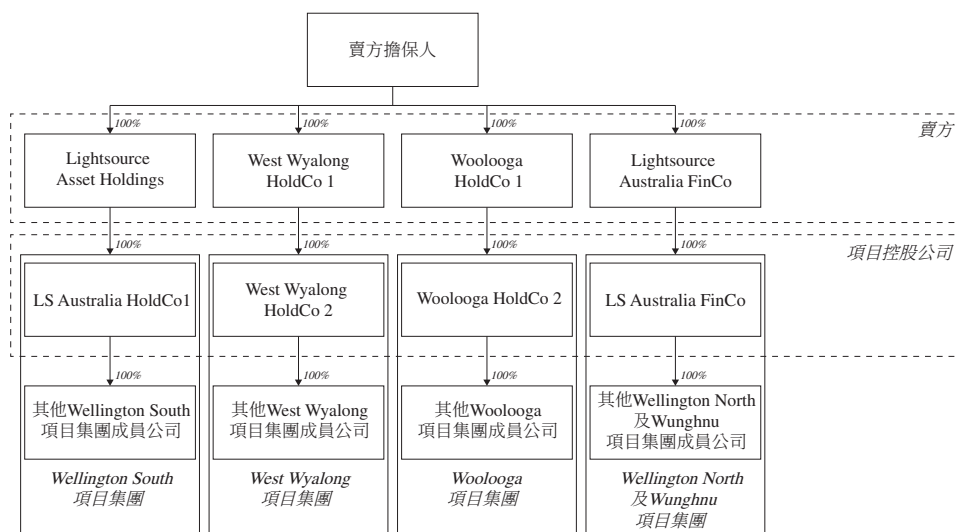 賣方擔保人
100%
100%
100%
100%
賣方
Lightsource
Asset Holdings
West Wyalong
HoldCo 1
Woolooga
HoldCo 1
Lightsource
Australia FinCo
100%
100%
100%
100%
項目控股公司
LS Australia HoldCo1
West Wyalong
HoldCo 2
Woolooga HoldCo 2
LS Australia FinCo
100%
100%
100%
100%
其他Wellington South
項目集團成員公司
其他West Wyalong
項目集團成員公司
其他Woolooga
項目集團成員公司
其他Wellington North
及Wunghnu
項目集團成員公司
Wellington South
項目集團
West Wyalong
項目集團
Woolooga
項目集團
Wellington North
及Wunghnu
項目集團